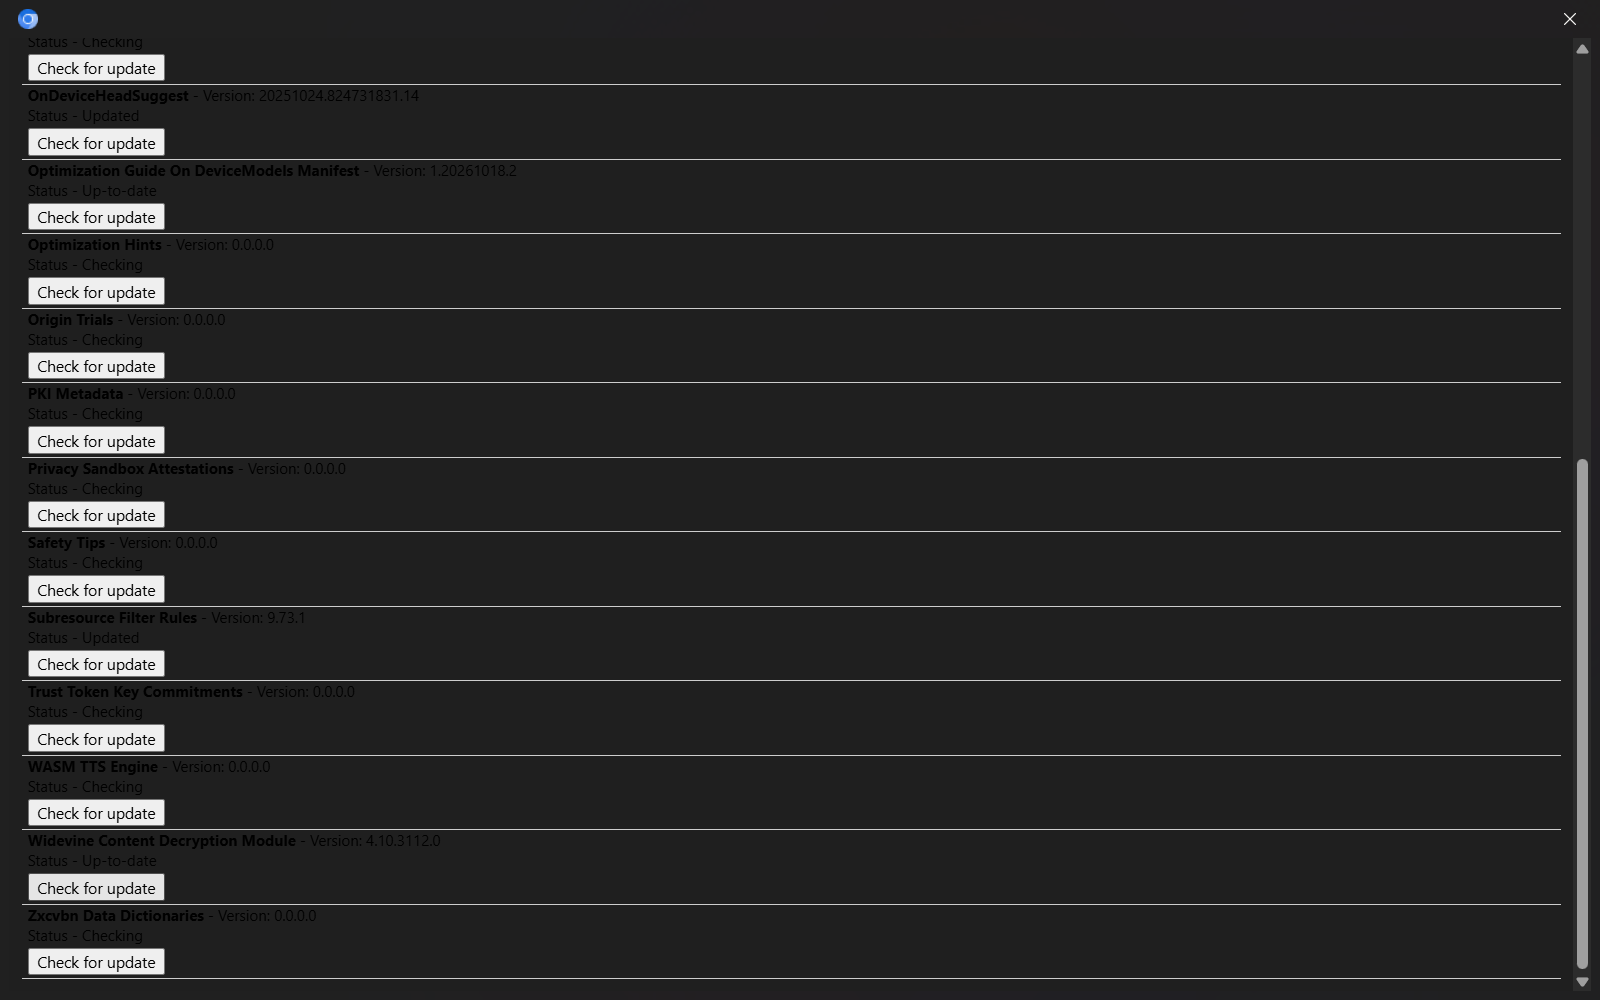 Status - Checking
Check for update
OnDeviceHeadSuggest - Version: 20251024.824731831.14
Status - Updated
Check for update
Optimization Guide On DeviceModels Manifest - Version: 1.20261018.2
Status - Up-to-date
Check for update
Optimization Hints - Version: 0.0.0.0
Status - Checking
Check for update
Origin Trials - Version: 0.0.0.0
Status - Checking
Check for update
PKI Metadata - Version: 0.0.0.0
Status - Checking
Check for update
Privacy Sandbox Attestations - Version: 0.0.0.0
Status - Checking
Check for update
Safety Tips - Version: 0.0.0.0
Status - Checking
Check for update
Subresource Filter Rules - Version: 9.73.1
Status - Updated
Check for update
Trust Token Key Commitments - Version: 0.0.0.0
Status - Checking
Check for update
WASM TTS Engine - Version: 0.0.0.0
Status - Checking
Check for update
Widevine Content Decryption Module - Version: 4.10.3112.0
Status - Up-to-date
Check for update
Zxcvbn Data Dictionaries - Version: 0.0.0.0
Status - Checking
Check for update